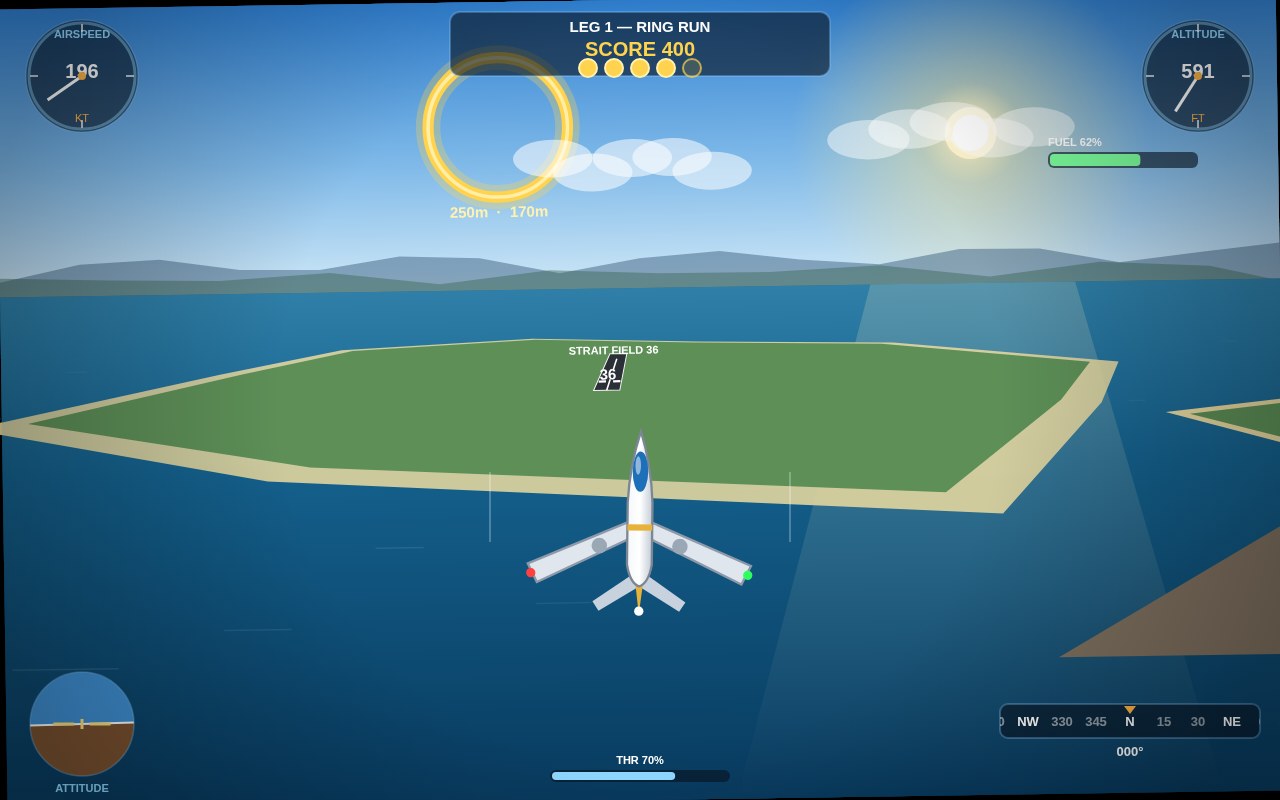 AIRSPEED
196
KT
LEG 1 — RING RUN
SCORE 400
ALTITUDE
591
FT
FUEL 62%
250m · 170m
STRAIT FIELD 36
36
NW 330 345 N 15 30 NE
000°
THR 70%
ATTITUDE